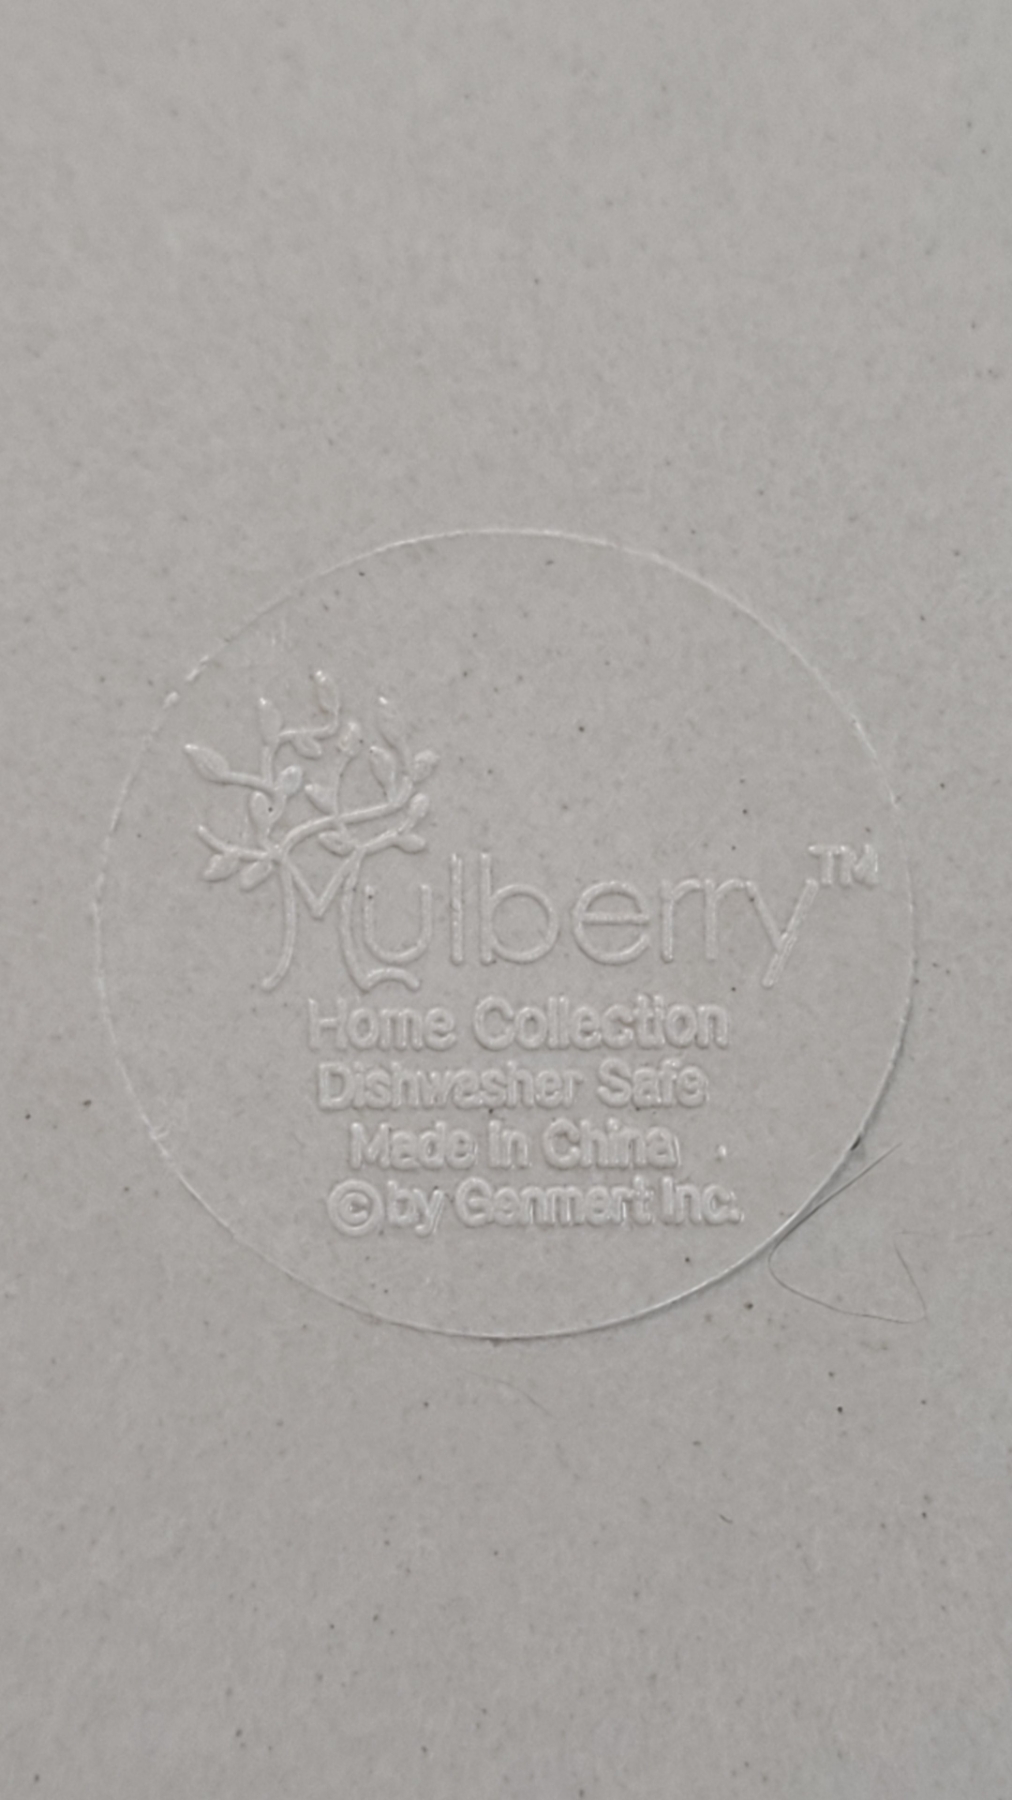 Mulberry™
Home Collection
Dishwasher Safe
Made In China
© by Genmert Inc.